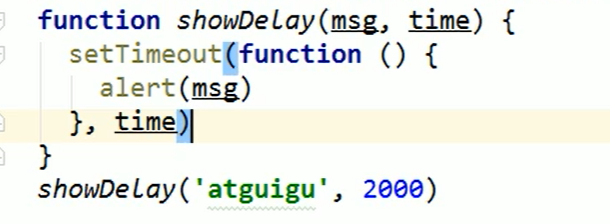 function showDelay(msg, time) {
setTimeout(function () {
alert(msg)
}, time)
}
showDelay('atguigu', 2000)